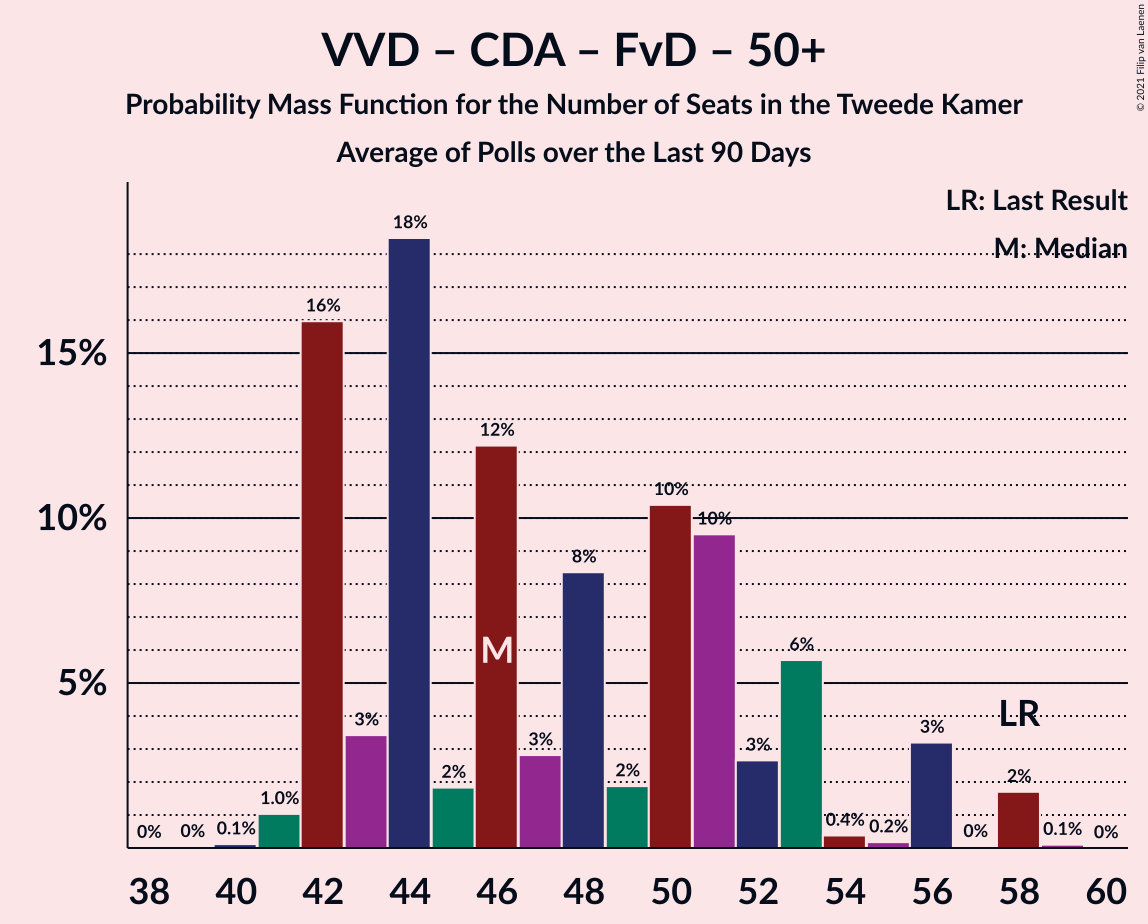 VVD – CDA – FvD – 50+
Probability Mass Function for the Number of Seats in the Tweede Kamer
Average of Polls over the Last 90 Days
© 2021 Filip van Laenen
LR: Last Result
M: Median
15%
10%
5%
0%
0%
0.1%
1.0%
16%
3%
18%
2%
12%
3%
8%
2%
10%
10%
3%
6%
0.4%
0.2%
3%
0%
2%
0.1%
0%
M
LR
38 40 42 44 46 48 50 52 54 56 58 60